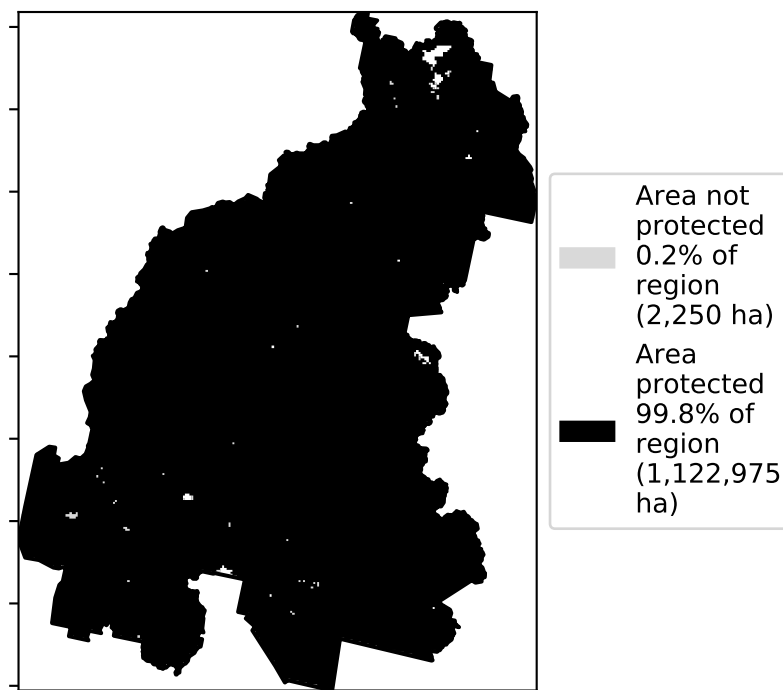 Area not
protected
0.2% of
region
(2,250 ha)
Area
protected
99.8% of
region
(1,122,975
ha)